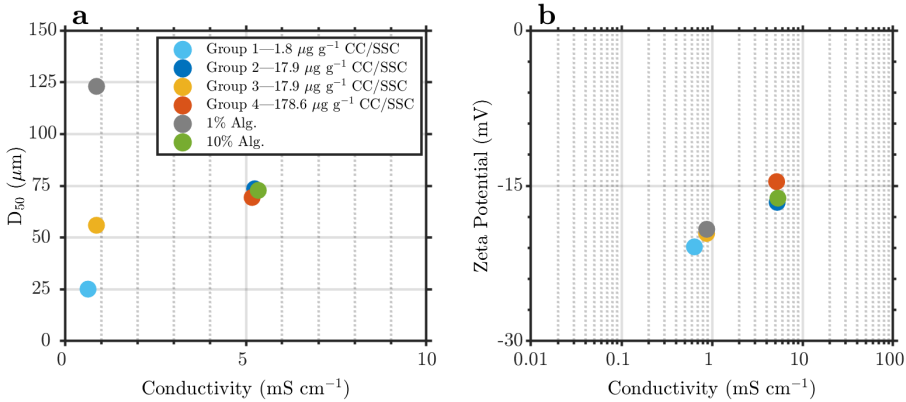 a
150
125
100
75
50
25
0
D₅₀ (μm)
Group 1—1.8 μg g⁻¹ CC/SSC
Group 2—17.9 μg g⁻¹ CC/SSC
Group 3—17.9 μg g⁻¹ CC/SSC
Group 4—178.6 μg g⁻¹ CC/SSC
1% Alg.
10% Alg.
0 5 10
Conductivity (mS cm⁻¹)
b
0
-15
-30
Zeta Potential (mV)
0.01 0.1 1 10 100
Conductivity (mS cm⁻¹)